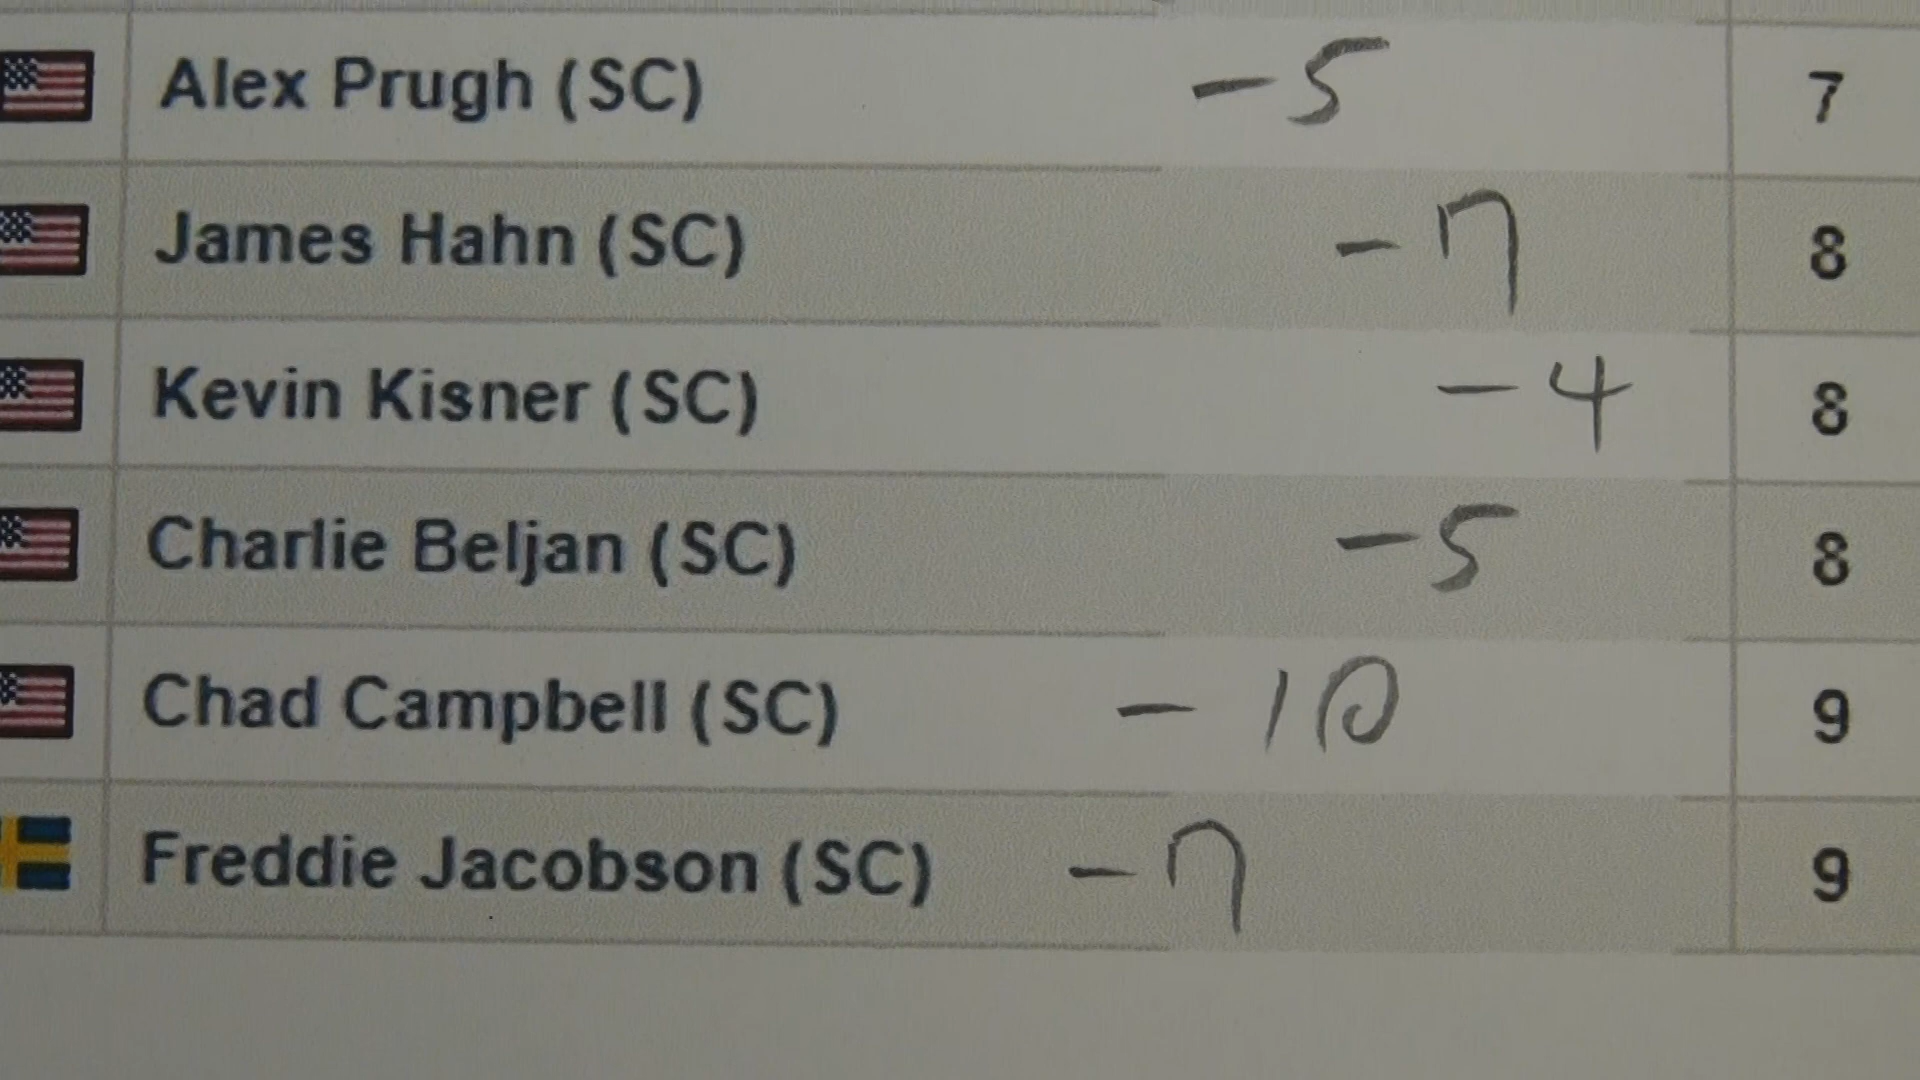 Alex Prugh (SC) -5 7
James Hahn (SC) -7 8
Kevin Kisner (SC) -4 8
Charlie Beljan (SC) -5 8
Chad Campbell (SC) -10 9
Freddie Jacobson (SC) -7 9